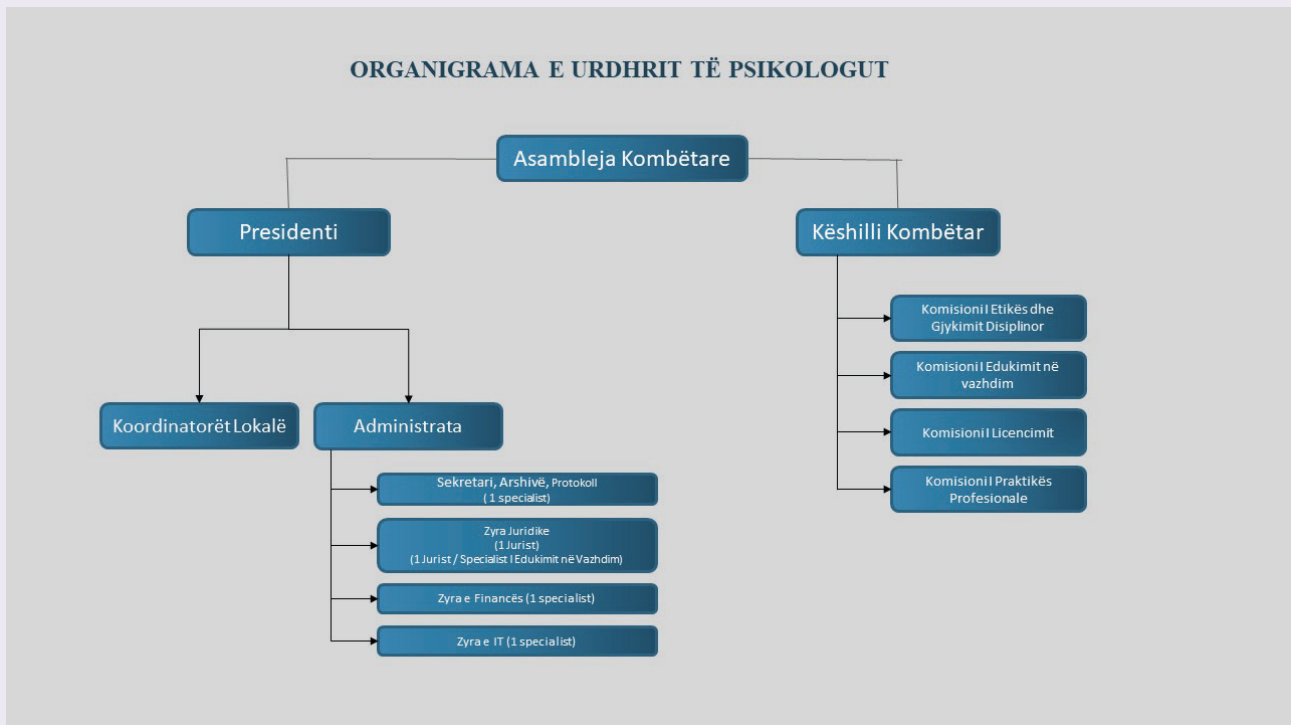 ORGANIGRAMA E URDHRIT TË PSIKOLOGUT
Asambleja Kombëtare
Presidenti
Këshilli Kombëtar
Koordinatorët Lokalë
Administrata
Sekretari, Arshivë, Protokoll
( 1 specialist)
Zyra Juridike
(1 Jurist)
(1 Jurist / Specialist I Edukimit në Vazhdim)
Zyra e Financës (1 specialist)
Zyra e IT (1 specialist)
Komisioni I Etikës dhe
Gjykimit Disiplinor
Komisioni I Edukimit në
vazhdim
Komisioni I Licencimit
Komisioni I Praktikës
Profesionale